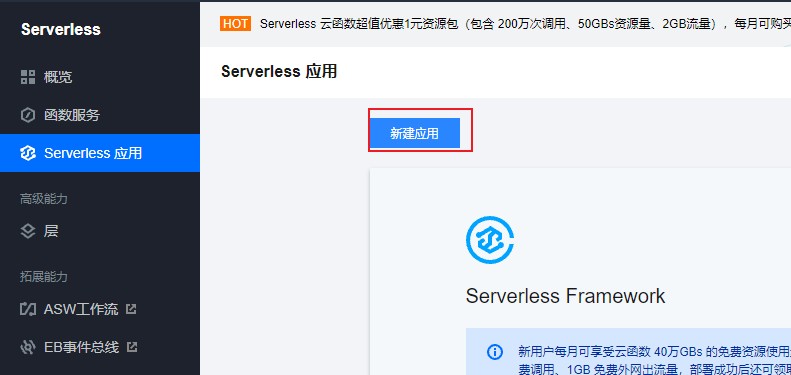 Serverless
概览
函数服务
Serverless 应用
高级能力
层
拓展能力
ASW工作流
EB事件总线
HOT Serverless 云函数超值优惠1元资源包（包含 200万次调用、50GBs资源量、2GB流量），每月可购买
Serverless 应用
新建应用
Serverless Framework
新用户每月可享受云函数 40万GBs 的免费资源使用
费调用、1GB 免费外网出流量，部署成功后还可领取